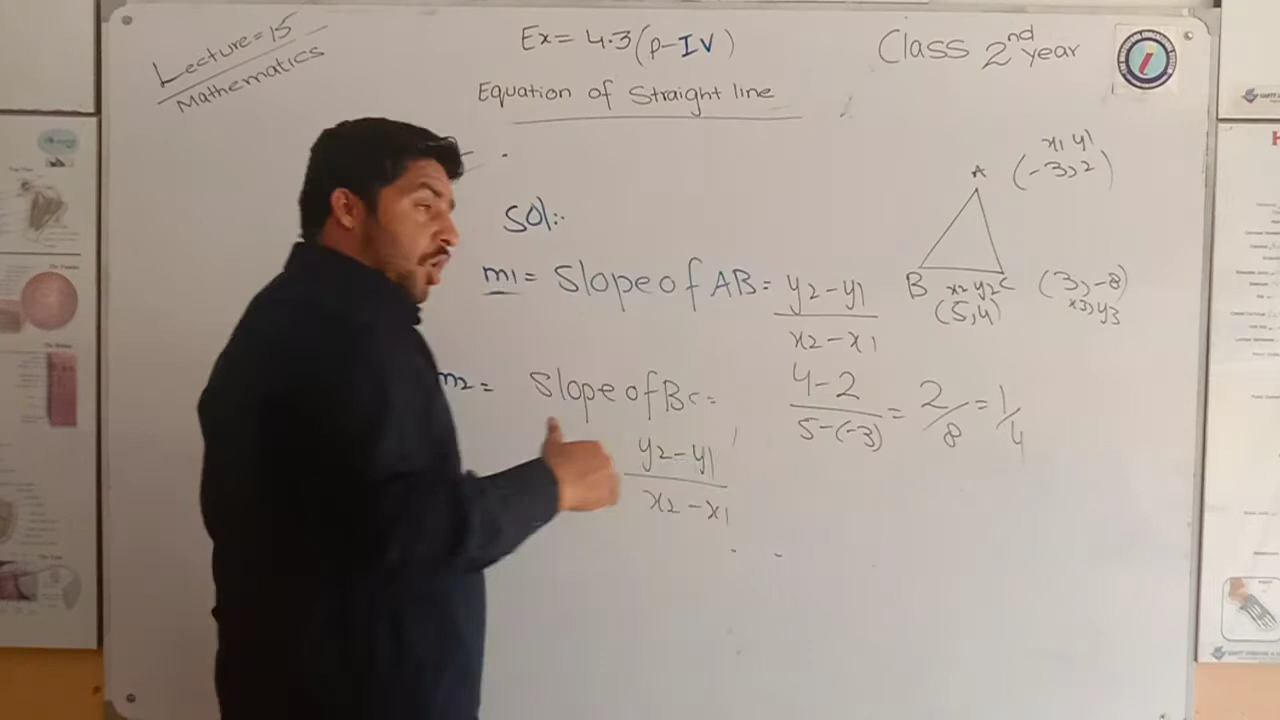 Lecture = 15
Mathematics
Ex = 4.3 (P-IV)
Equation of Straight line
Class 2nd year
Sol:-
m1 = Slope of AB = y2-y1
x2-x1
4-2 = 2/8 = 1/4
5-(-3)
m2 = Slope of BC =
y2-y1
x2-x1
x1 y1
A (-3, 2)
B x2 y2 C (3, -8)
(5, 4) x3, y3